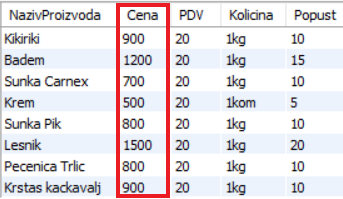 NazivProizvoda Cena PDV Kolicina Popust
Kikiriki 900 20 1kg 10
Badem 1200 20 1kg 15
Sunka Carnex 700 20 1kg 10
Krem 500 20 1kom 5
Sunka Pik 800 20 1kg 10
Lesnik 1500 20 1kg 20
Pecenica Trlic 800 20 1kg 10
Krstas kackavalj 900 20 1kg 10